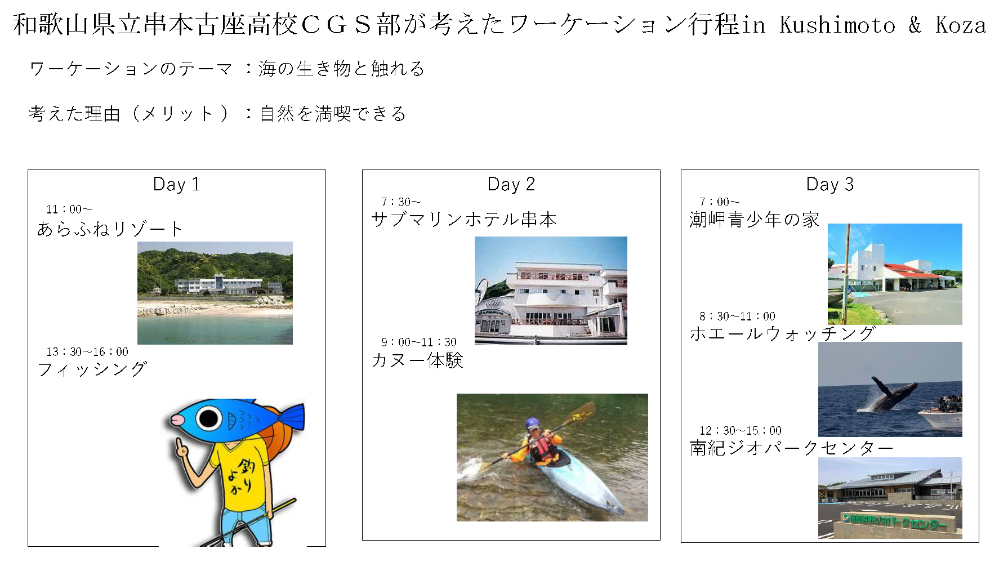 和歌山県立串本古座高校ＣＧＳ部が考えたワーケーション行程in Kushimoto & Koza
ワーケーションのテーマ ：海の生き物と触れる
考えた理由（メリット ）：自然を満喫できる
Day 1
11：00～
あらふねリゾート
13：30～16：00
フィッシング
釣り
よか
Day 2
7：30～
サブマリンホテル串本
9：00～11：30
カヌー体験
Day 3
7：00～
潮岬青少年の家
8：30～11：00
ホエールウォッチング
12：30～15：00
南紀ジオパークセンター
南紀熊野ジオパークセンター